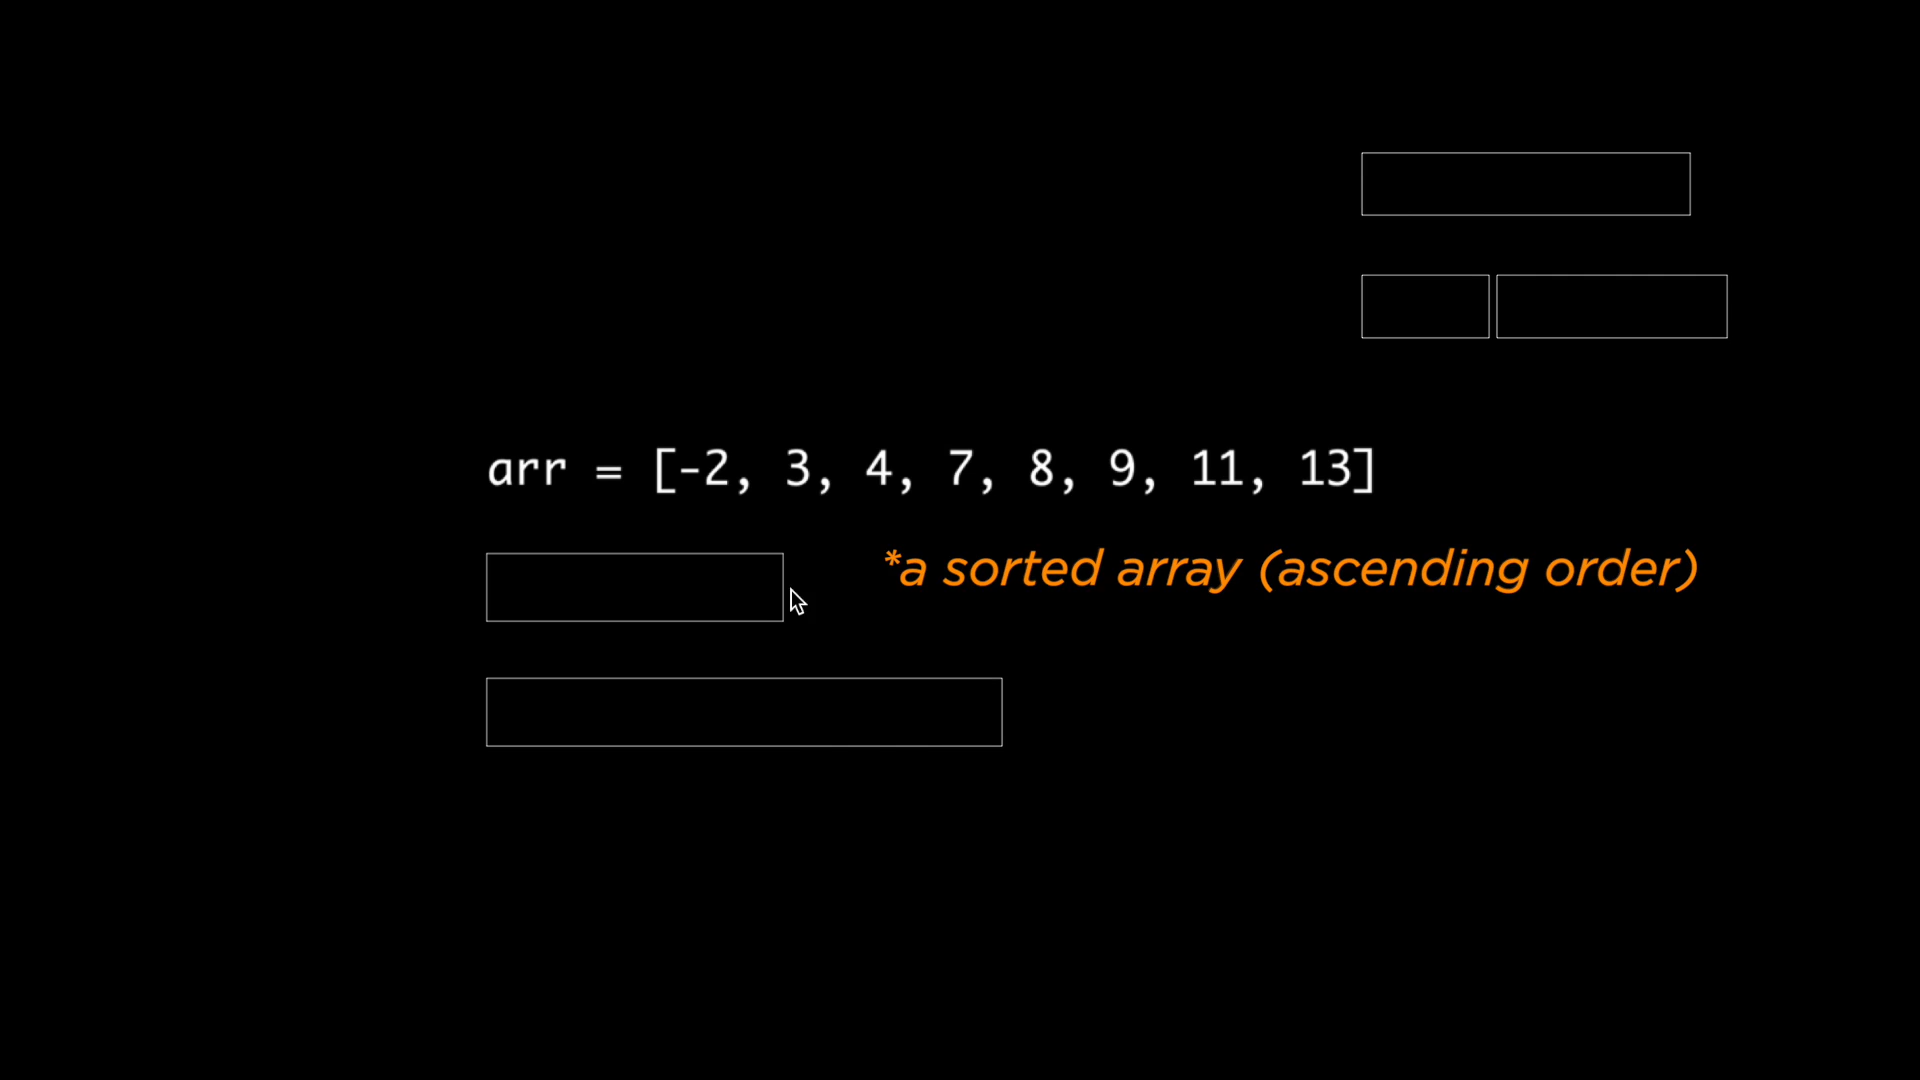 arr = [-2, 3, 4, 7, 8, 9, 11, 13]
*a sorted array (ascending order)